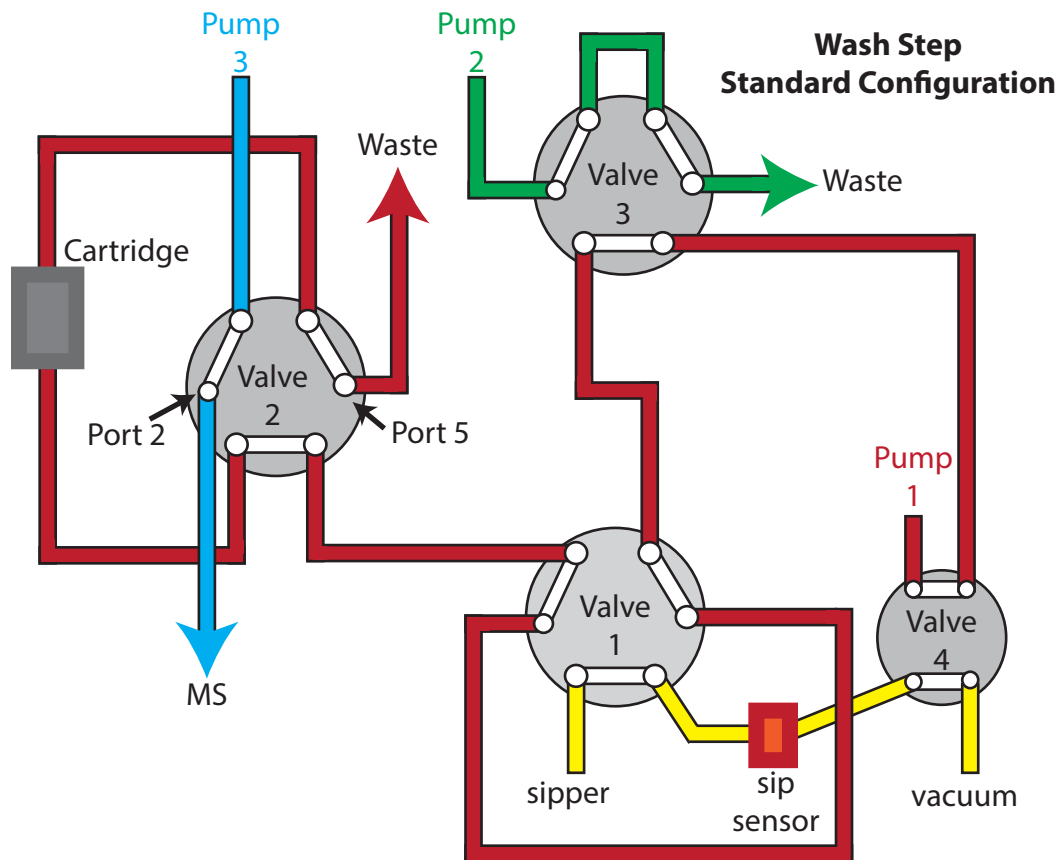 Wash Step
Standard Configuration
Pump
3
Pump
2
Waste
Waste
Valve
3
Cartridge
Valve
2
Port 2
Port 5
Pump
1
Valve
1
Valve
4
MS
sipper
sip
sensor
vacuum